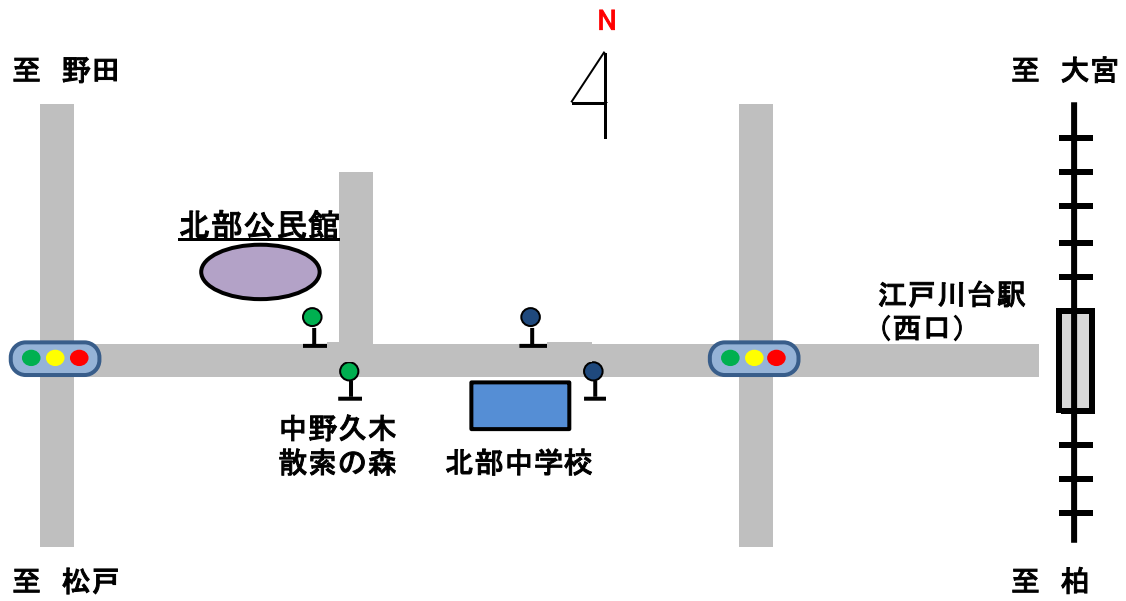 N
至 野田
至 大宮
北部公民館
江戸川台駅
（西口）
中野久木
散索の森
北部中学校
至 松戸
至 柏